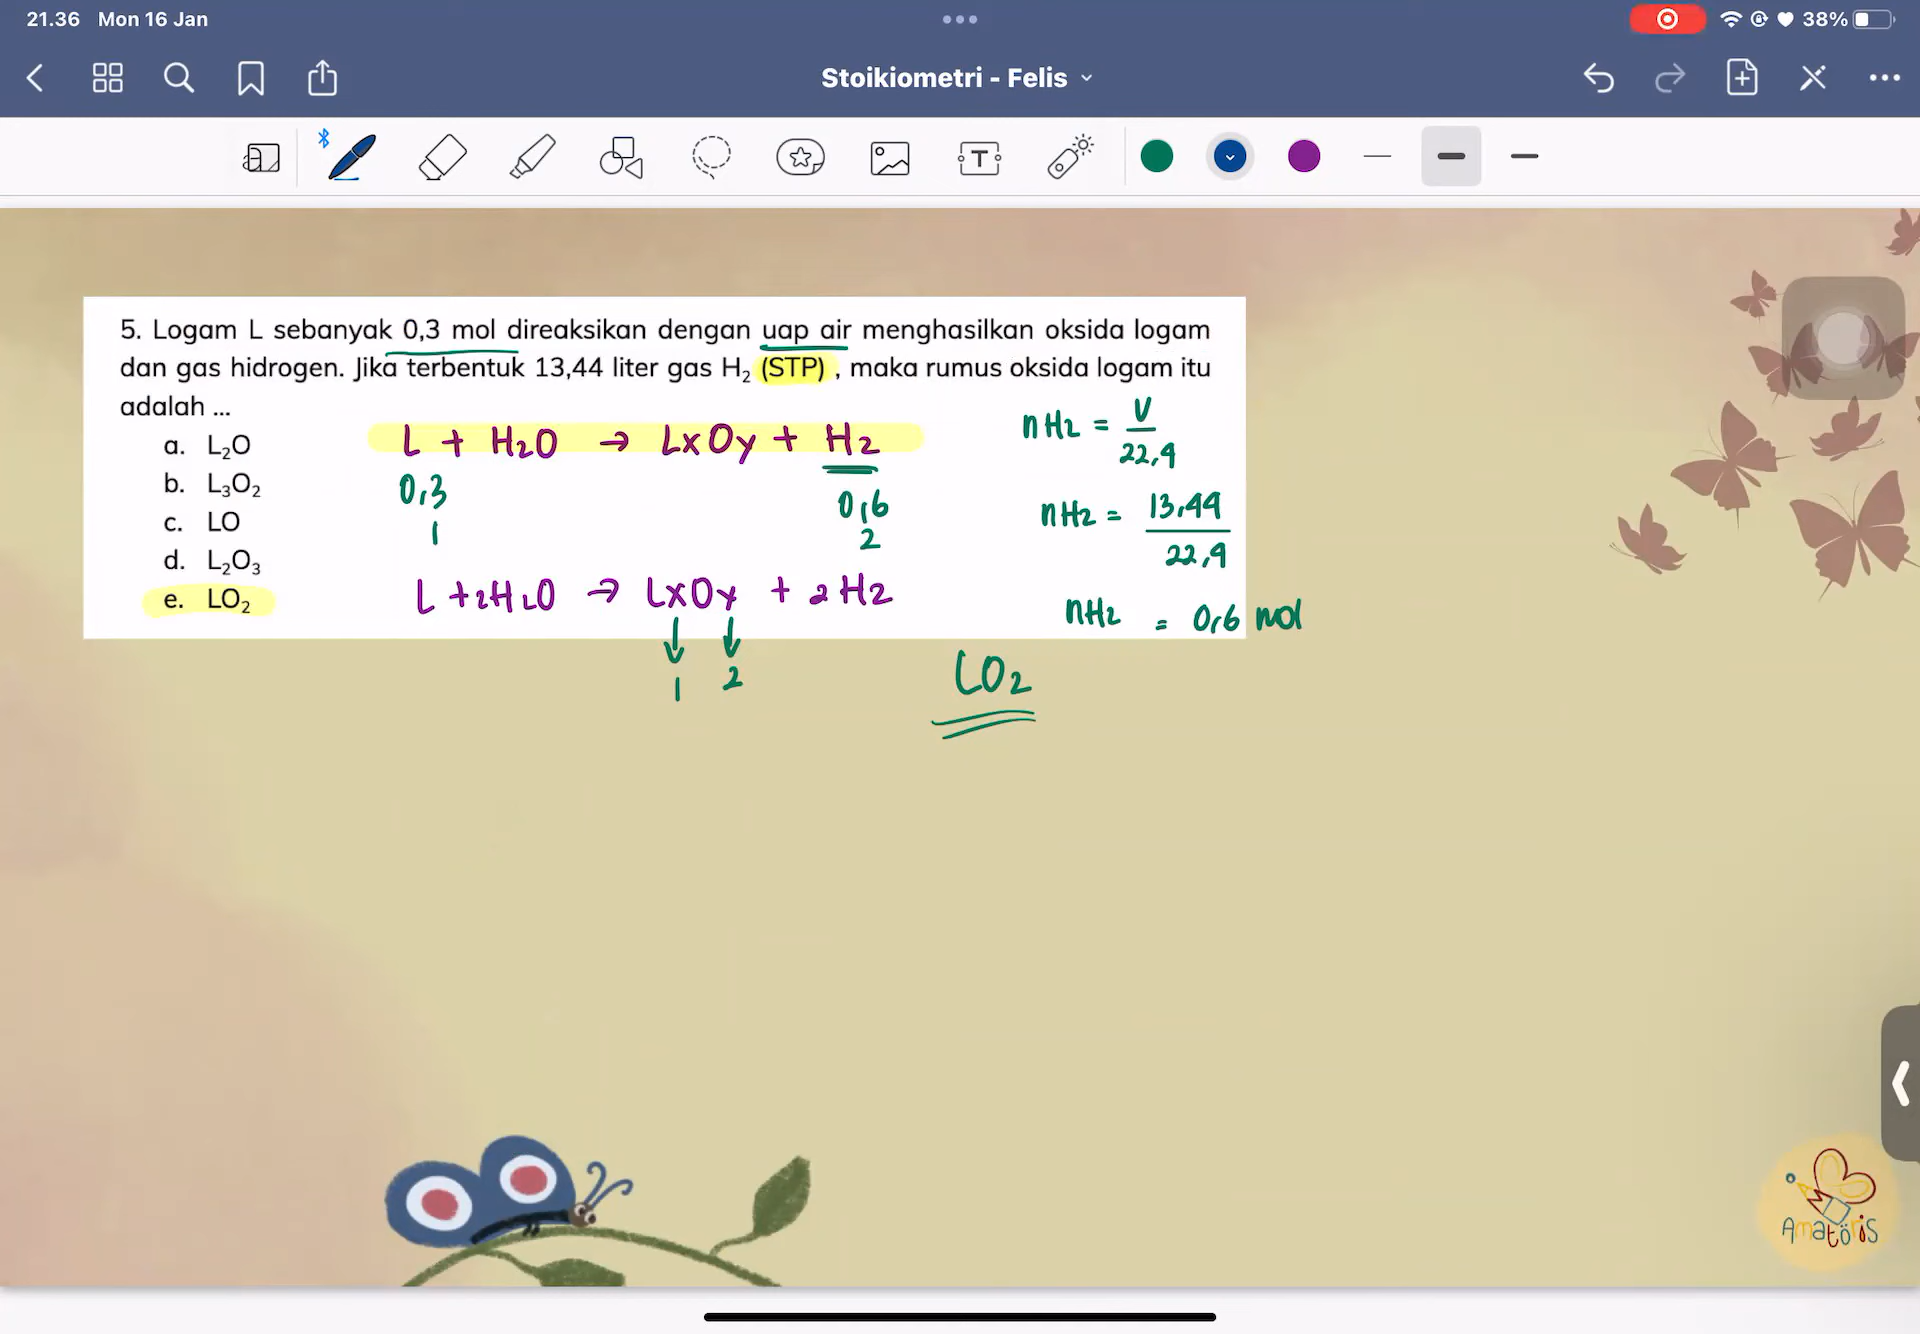 21.36 Mon 16 Jan
38%
Stoikiometri - Felis
5. Logam L sebanyak 0,3 mol direaksikan dengan uap air menghasilkan oksida logam
dan gas hidrogen. Jika terbentuk 13,44 liter gas H₂ (STP) , maka rumus oksida logam itu
adalah ...
a. L₂O
b. L₃O₂
c. LO
d. L₂O₃
e. LO₂
L + H₂O → LxOy + H₂
0,3 0,6
1 2
L + 2H₂O → LxOy + 2H₂
↓ ↓
1 2
LO₂
nH₂ = V / 22,4
nH₂ = 13,44 / 22,4
nH₂ = 0,6 mol
Amatöris